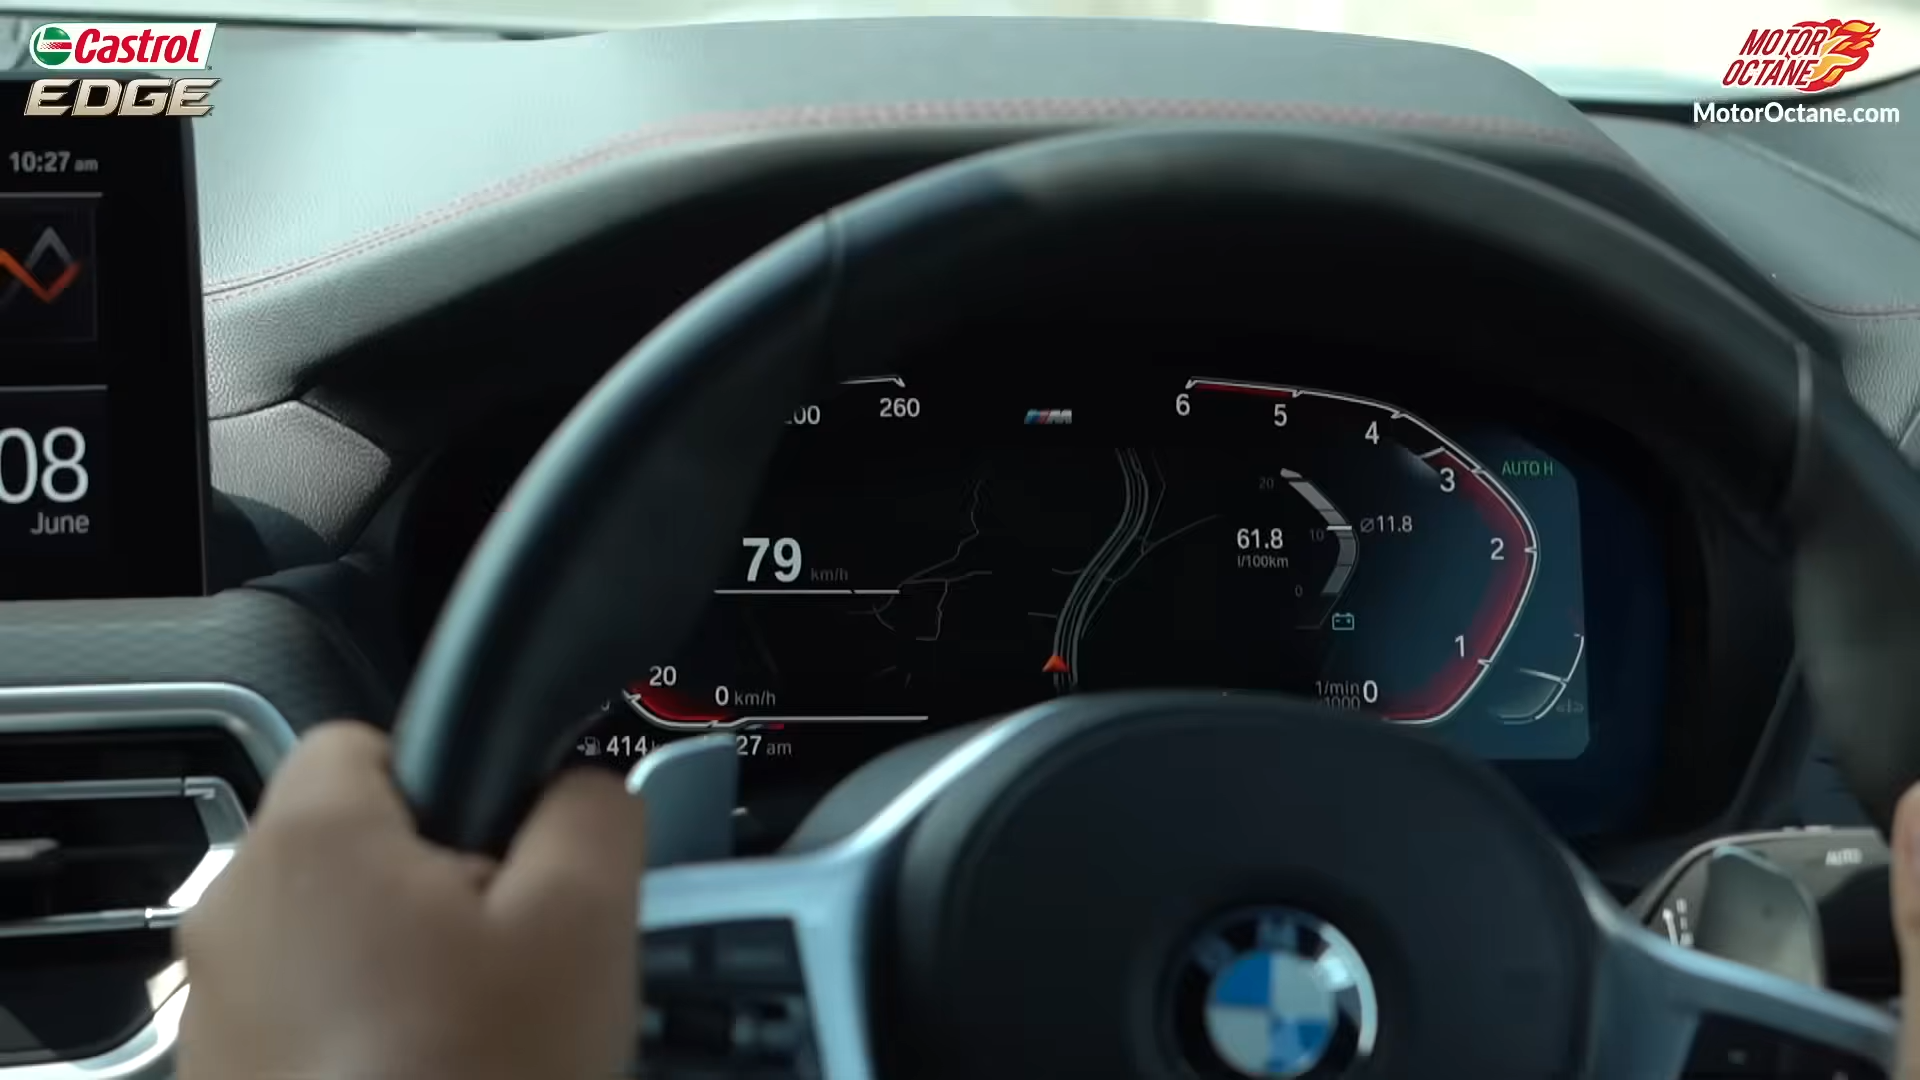 Castrol
EDGE
MOTOR
OCTANE
MotorOctane.com
10:27 am
08
June
260
6
5
4
3
2
1
0
1/min
/1000
AUTO H
20
10
0
⌀11.8
61.8
l/100km
79 km/h
20
0 km/h
414
27 am
AUTO